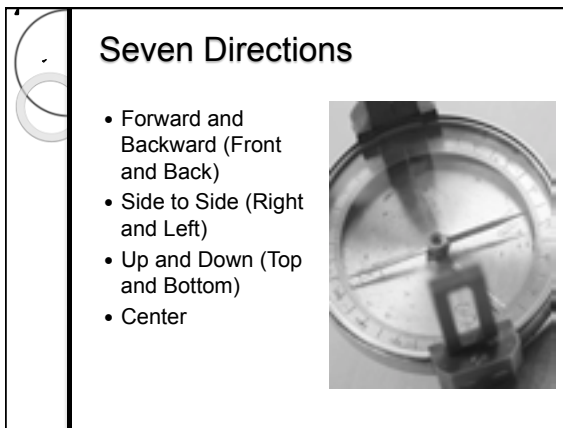 Seven Directions
• Forward and
Backward (Front
and Back)
• Side to Side (Right
and Left)
• Up and Down (Top
and Bottom)
• Center